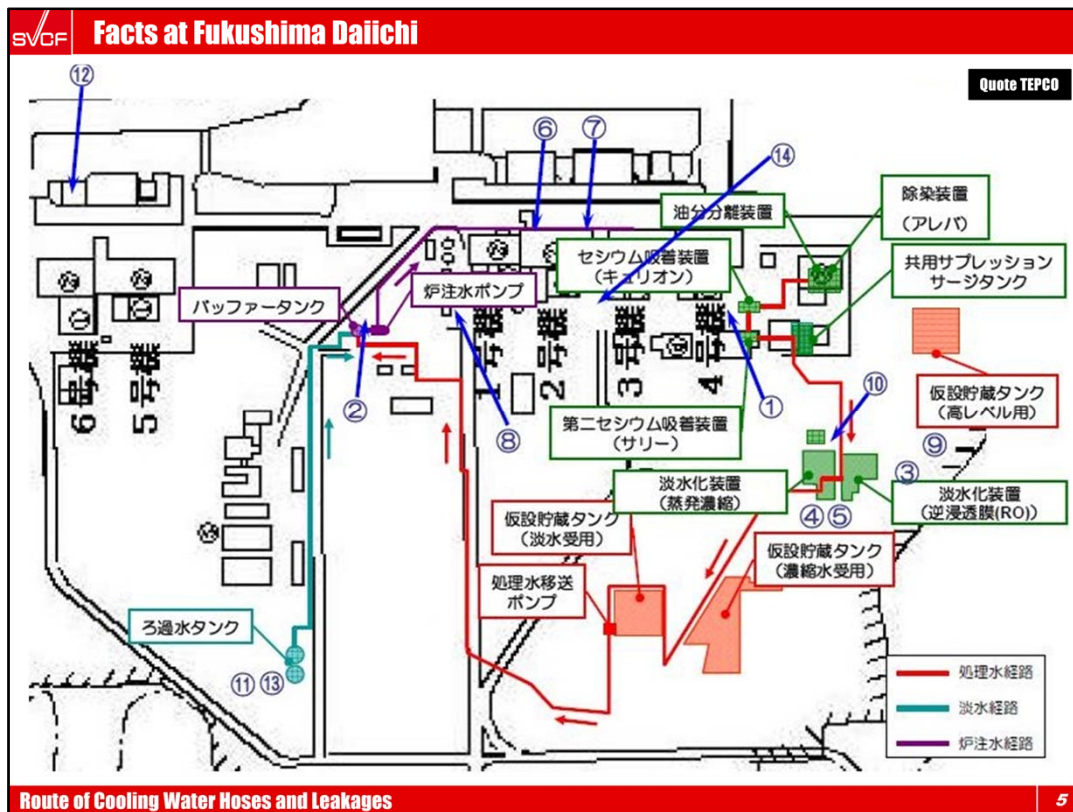 SVCF
Facts at Fukushima Daiichi
Quote TEPCO
⑫
⑥
⑦
⑭
油分分離装置
除染装置
(アレバ)
セシウム吸着装置
(キュリオン)
共用サプレッション
サージタンク
バッファータンク
炉注水ポンプ
6号機
5号機
1号機
2号機
3号機
4号機
②
⑧
①
⑩
仮設貯蔵タンク
(高レベル用)
⑨
第二セシウム吸着装置
(サリー)
③
淡水化装置
(蒸発濃縮)
④
⑤
淡水化装置
(逆浸透膜(RO))
仮設貯蔵タンク
(淡水受用)
仮設貯蔵タンク
(濃縮水受用)
処理水移送
ポンプ
ろ過水タンク
⑪
⑬
処理水経路
淡水経路
炉注水経路
Route of Cooling Water Hoses and Leakages
5